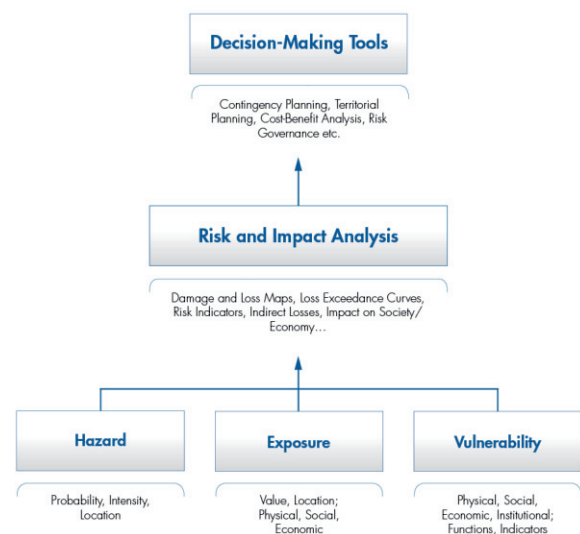 Decision-Making Tools
Contingency Planning, Territorial
Planning, Cost-Benefit Analysis, Risk
Governance etc.
Risk and Impact Analysis
Damage and Loss Maps, Loss Exceedance Curves,
Risk Indicators, Indirect Losses, Impact on Society/
Economy...
Hazard
Probability, Intensity,
Location
Exposure
Value, Location;
Physical, Social,
Economic
Vulnerability
Physical, Social,
Economic, Institutional;
Functions, Indicators